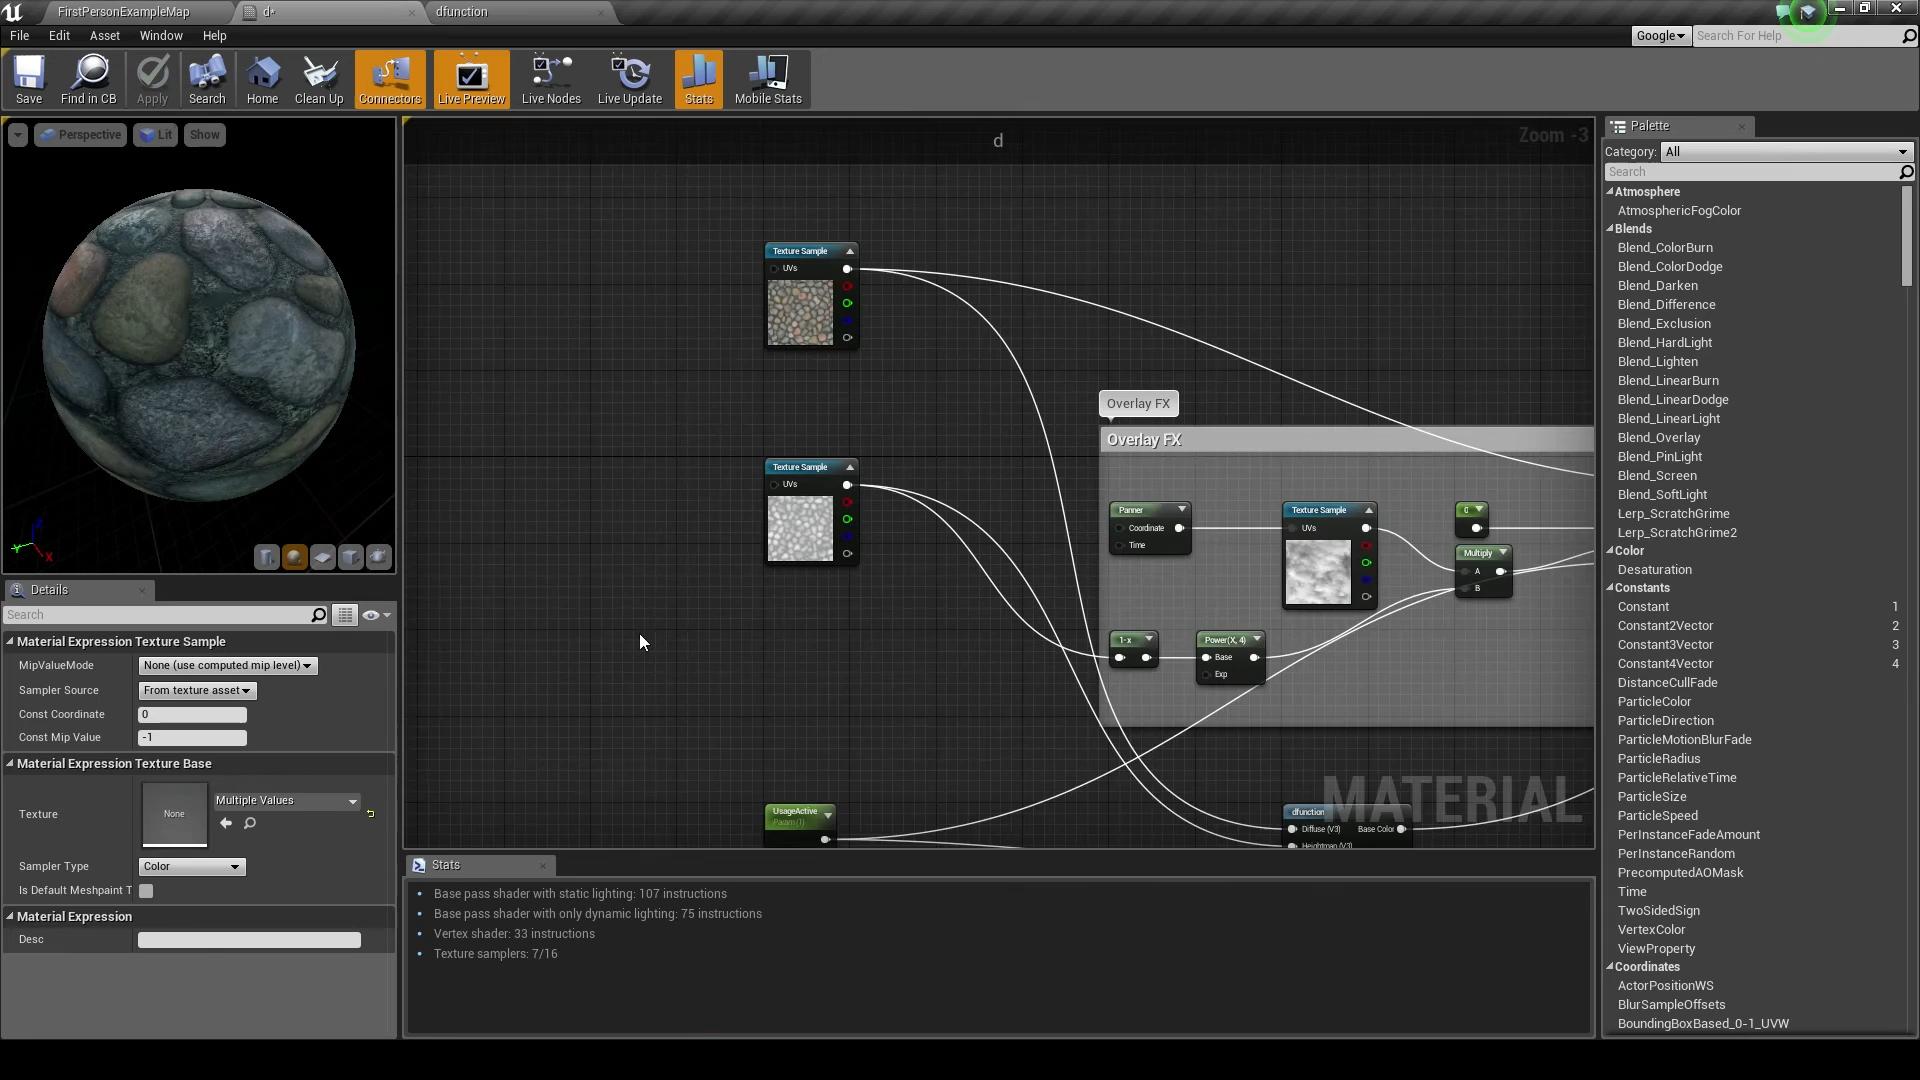 FirstPersonExampleMap
d*
dfunction
File
Edit
Asset
Window
Help
Google
Search For Help
Save
Find in CB
Apply
Search
Home
Clean Up
Connectors
Live Preview
Live Nodes
Live Update
Stats
Mobile Stats
Perspective
Lit
Show
d
Zoom -3
Texture Sample
UVs
Overlay FX
Overlay FX
Texture Sample
UVs
Panner
Coordinate
Time
Texture Sample
UVs
0
Multiply
A
B
1-x
Power(X, 4)
Base
Exp
UsageActive
Param (1)
dfunction
Diffuse (V3)
Base Color
Heightmap (V3)
MATERIAL
Details
Search
Material Expression Texture Sample
MipValueMode
None (use computed mip level)
Sampler Source
From texture asset
Const Coordinate
0
Const Mip Value
-1
Material Expression Texture Base
Texture
None
Multiple Values
Sampler Type
Color
Is Default Meshpaint T
Material Expression
Desc
Stats
Base pass shader with static lighting: 107 instructions
Base pass shader with only dynamic lighting: 75 instructions
Vertex shader: 33 instructions
Texture samplers: 7/16
Palette
Category:
All
Search
Atmosphere
AtmosphericFogColor
Blends
Blend_ColorBurn
Blend_ColorDodge
Blend_Darken
Blend_Difference
Blend_Exclusion
Blend_HardLight
Blend_Lighten
Blend_LinearBurn
Blend_LinearDodge
Blend_LinearLight
Blend_Overlay
Blend_PinLight
Blend_Screen
Blend_SoftLight
Lerp_ScratchGrime
Lerp_ScratchGrime2
Color
Desaturation
Constants
Constant 1
Constant2Vector 2
Constant3Vector 3
Constant4Vector 4
DistanceCullFade
ParticleColor
ParticleDirection
ParticleMotionBlurFade
ParticleRadius
ParticleRelativeTime
ParticleSize
ParticleSpeed
PerInstanceFadeAmount
PerInstanceRandom
PrecomputedAOMask
Time
TwoSidedSign
VertexColor
ViewProperty
Coordinates
ActorPositionWS
BlurSampleOffsets
BoundingBoxBased_0-1_UVW